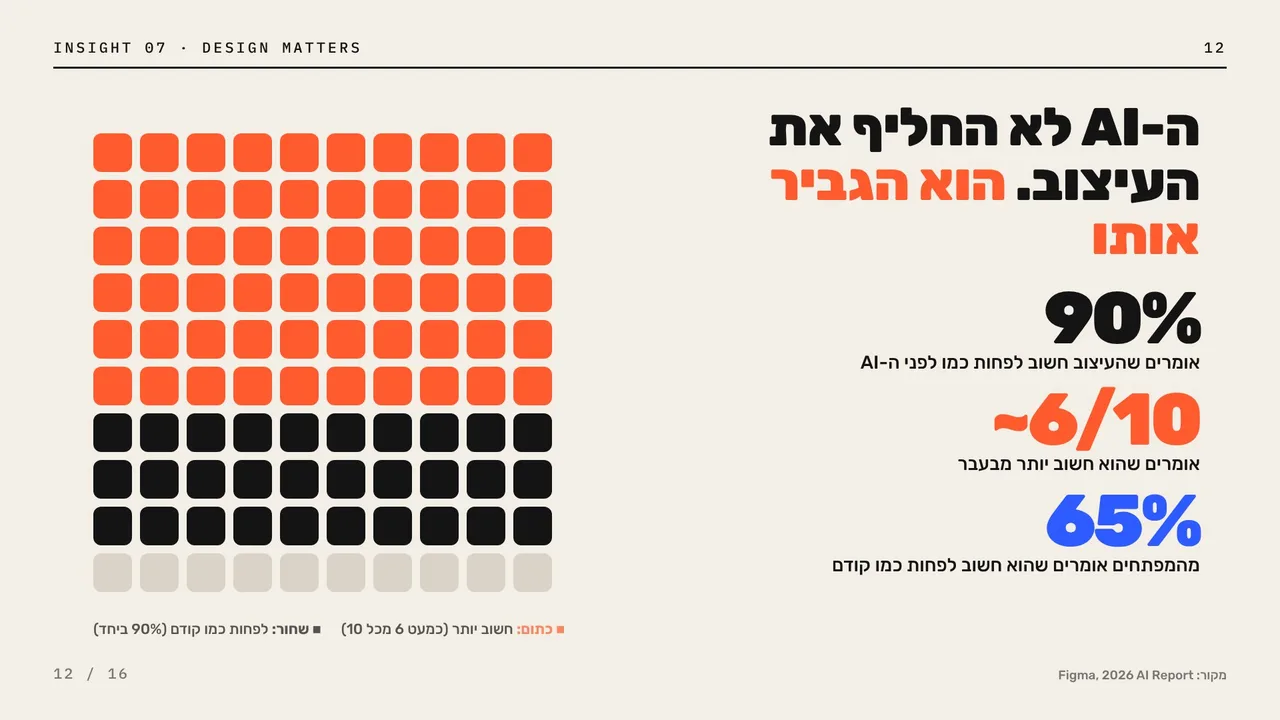 INSIGHT 07 · DESIGN MATTERS
12
ה-AI לא החליף את
העיצוב. הוא הגביר
אותו
90%
אומרים שהעיצוב חשוב לפחות כמו לפני ה-AI
~6/10
אומרים שהוא חשוב יותר מבעבר
65%
מהמפתחים אומרים שהוא חשוב לפחות כמו קודם
■ כתום: חשוב יותר (כמעט 6 מכל 10) ■ שחור: לפחות כמו קודם (90% ביחד)
מקור: Figma, 2026 AI Report
12 / 16